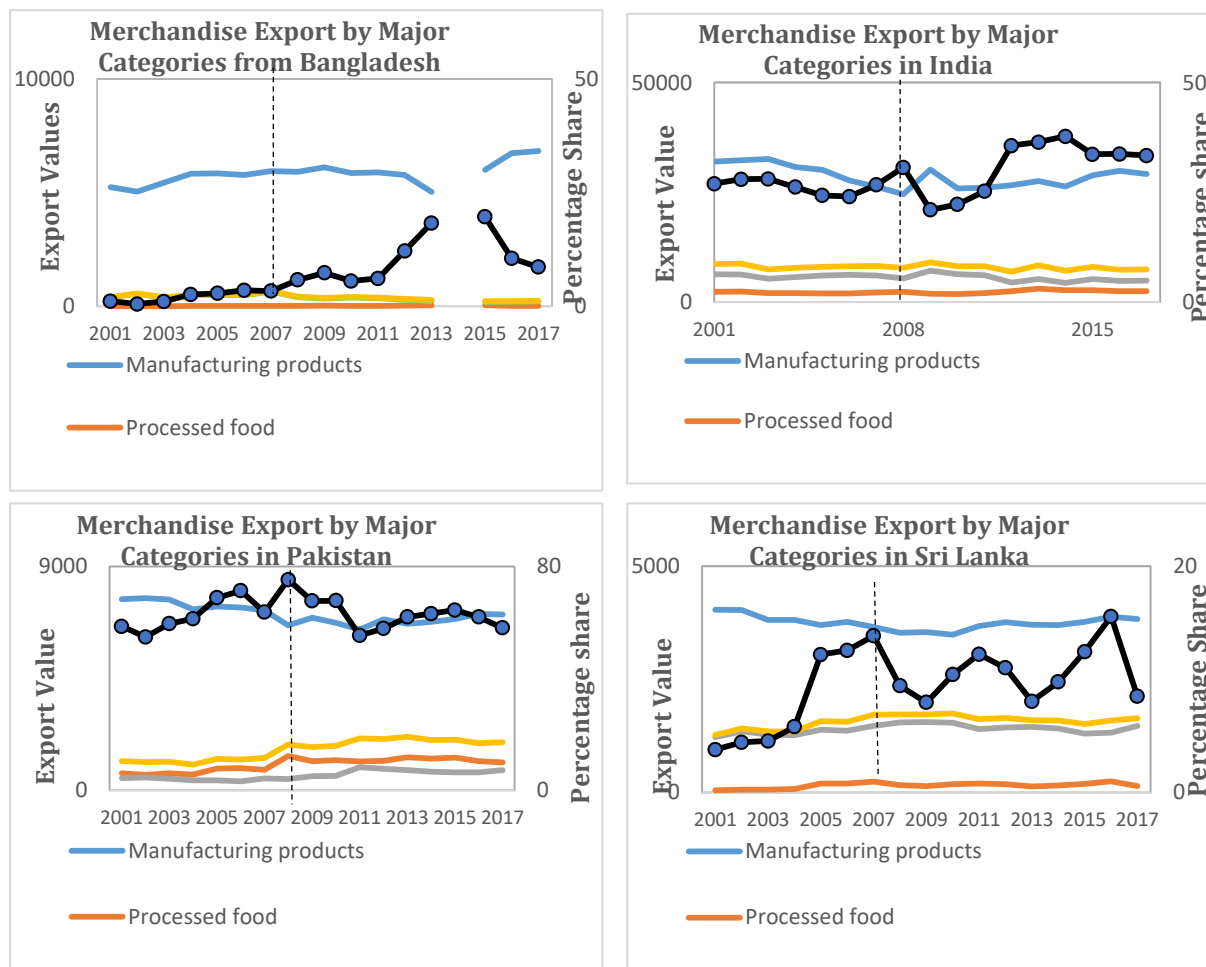 Merchandise Export by Major
Categories from Bangladesh
10000
50
Export Values
Percentage Share
0
0
2001 2003 2005 2007 2009 2011 2013 2015 2017
Manufacturing products
Processed food
Merchandise Export by Major
Categories in India
50000
50
Export Value
Percentage share
0
0
2001 2008 2015
Manufacturing products
Processed food
Merchandise Export by Major
Categories in Pakistan
9000
80
Export Value
Percentage share
0
0
2001 2003 2005 2007 2009 2011 2013 2015 2017
Manufacturing products
Processed food
Merchandise Export by Major
Categories in Sri Lanka
5000
20
Export Value
Percentage Share
0
0
2001 2003 2005 2007 2009 2011 2013 2015 2017
Manufacturing products
Processed food